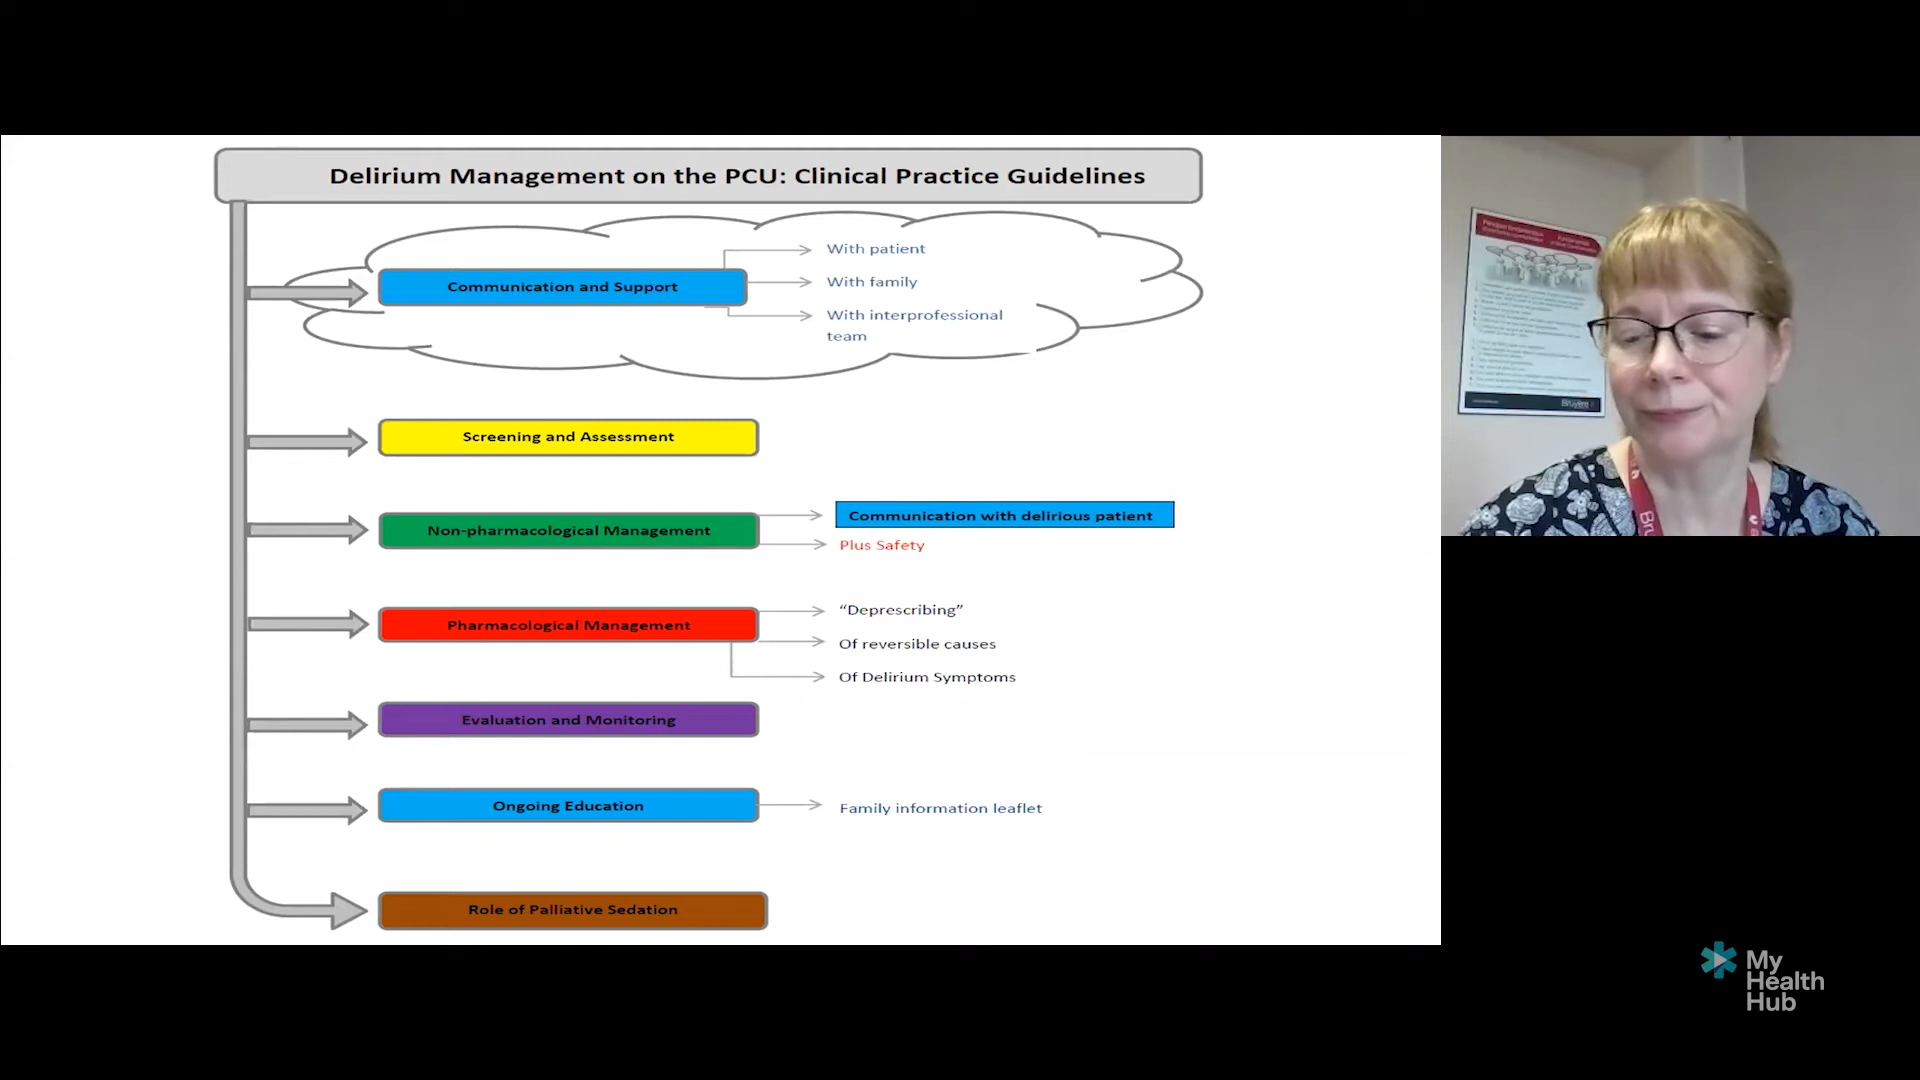 Delirium Management on the PCU: Clinical Practice Guidelines
Communication and Support
With patient
With family
With interprofessional
team
Screening and Assessment
Non-pharmacological Management
Communication with delirious patient
Plus Safety
Pharmacological Management
“Deprescribing”
Of reversible causes
Of Delirium Symptoms
Evaluation and Monitoring
Ongoing Education
Family information leaflet
Role of Palliative Sedation
Bruyère
My
Health
Hub